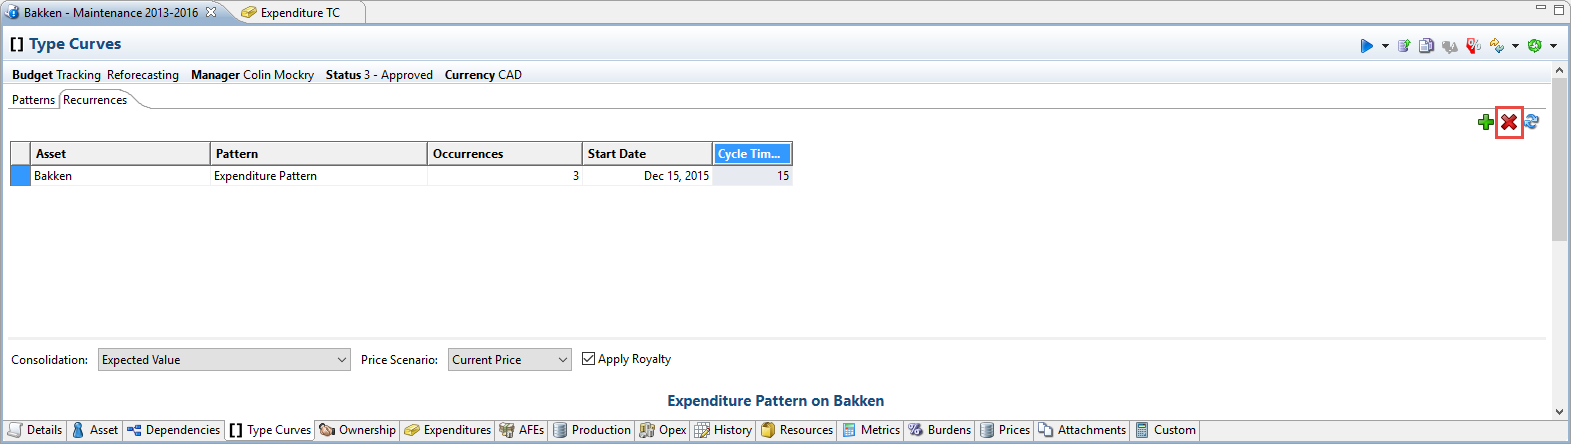 Bakken - Maintenance 2013-2016 Expenditure TC
[ ] Type Curves
Budget Tracking Reforecasting Manager Colin Mockry Status 3 - Approved Currency CAD
Patterns Recurrences
Asset Pattern Occurrences Start Date Cycle Tim...
Bakken Expenditure Pattern 3 Dec 15, 2015 15
Consolidation: Expected Value Price Scenario: Current Price Apply Royalty
Expenditure Pattern on Bakken
Details Asset Dependencies [ ] Type Curves Ownership Expenditures AFEs Production Opex History Resources Metrics Burdens Prices Attachments Custom